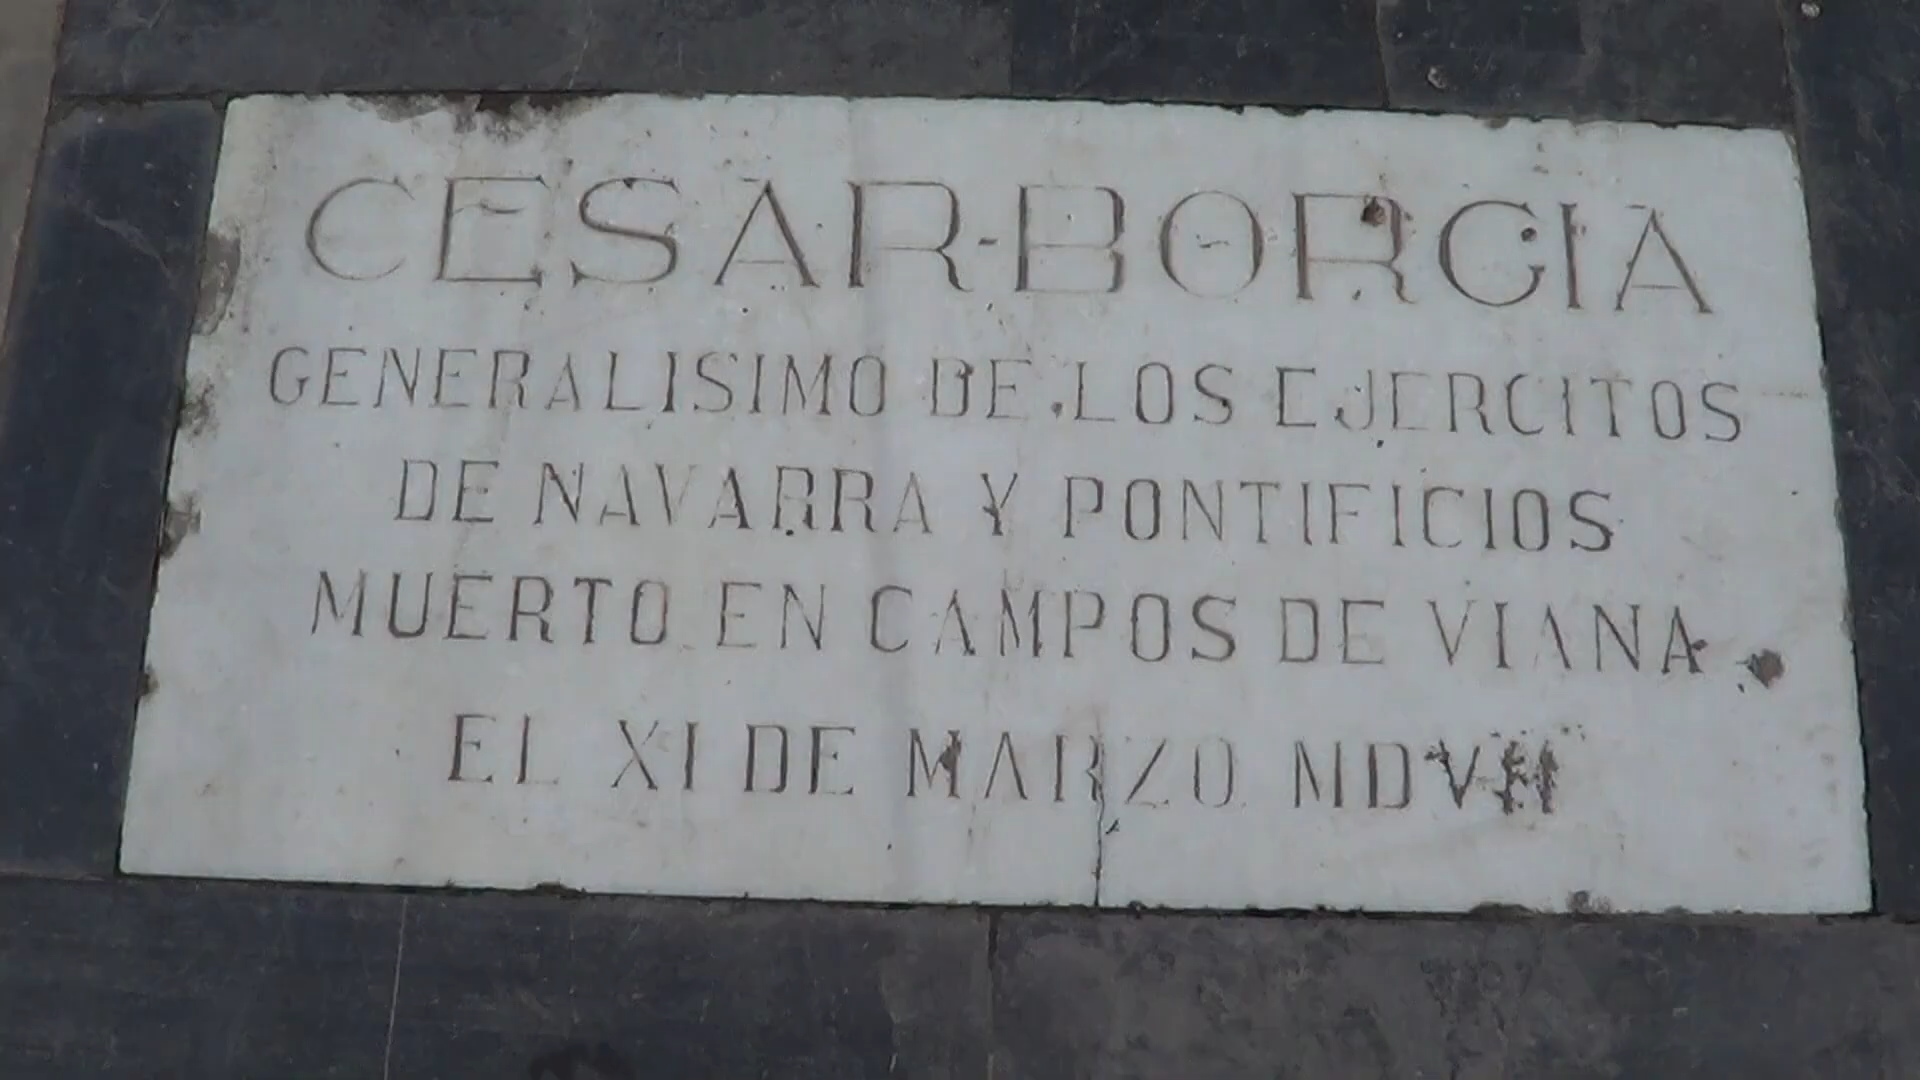 CESAR-BORGIA
GENERALISIMO DE LOS EJERCITOS
DE NAVARRA Y PONTIFICIOS
MUERTO EN CAMPOS DE VIANA
EL XI DE MARZO MDVII